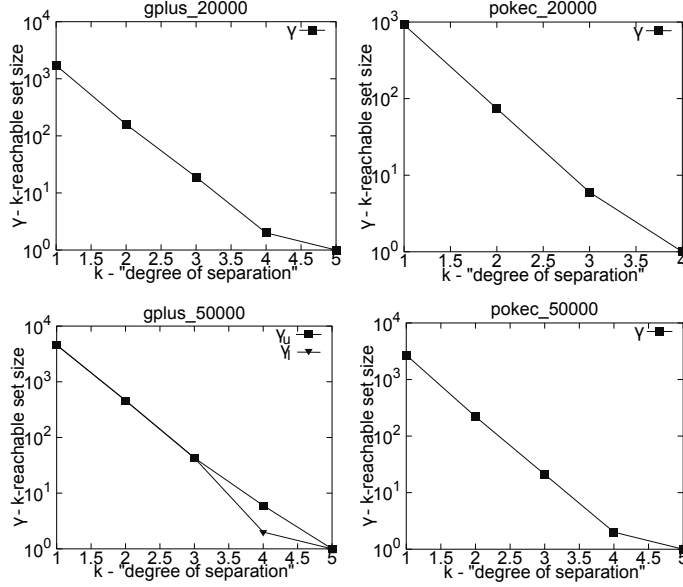 gplus_20000
γ
10^4
10^3
10^2
10^1
10^0
γ - k-reachable set size
1 1.5 2 2.5 3 3.5 4 4.5 5
k - "degree of separation"
pokec_20000
γ
10^3
10^2
10^1
10^0
γ - k-reachable set size
1 1.5 2 2.5 3 3.5 4
k - "degree of separation"
gplus_50000
γ_u
γ_l
10^4
10^3
10^2
10^1
10^0
γ - k-reachable set size
1 1.5 2 2.5 3 3.5 4 4.5 5
k - "degree of separation"
pokec_50000
γ
10^4
10^3
10^2
10^1
10^0
γ - k-reachable set size
1 1.5 2 2.5 3 3.5 4 4.5 5
k - "degree of separation"